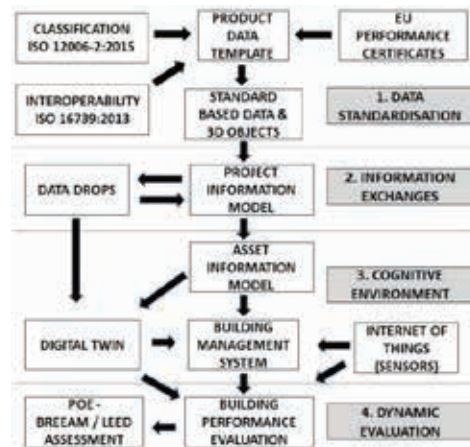 CLASSIFICATION
ISO 12006-2:2015
PRODUCT
DATA
TEMPLATE
EU
PERFORMANCE
CERTIFICATES
INTEROPERABILITY
ISO 16739:2013
STANDARD
BASED DATA &
3D OBJECTS
1. DATA
STANDARDISATION
DATA DROPS
PROJECT
INFORMATION
MODEL
2. INFORMATION
EXCHANGES
ASSET
INFORMATION
MODEL
3. COGNITIVE
ENVIRONMENT
DIGITAL TWIN
BUILDING
MANAGEMENT
SYSTEM
INTERNET OF
THINGS
(SENSORS)
POE -
BREEAM / LEED
ASSESSMENT
BUILDING
PERFORMANCE
EVALUATION
4. DYNAMIC
EVALUATION